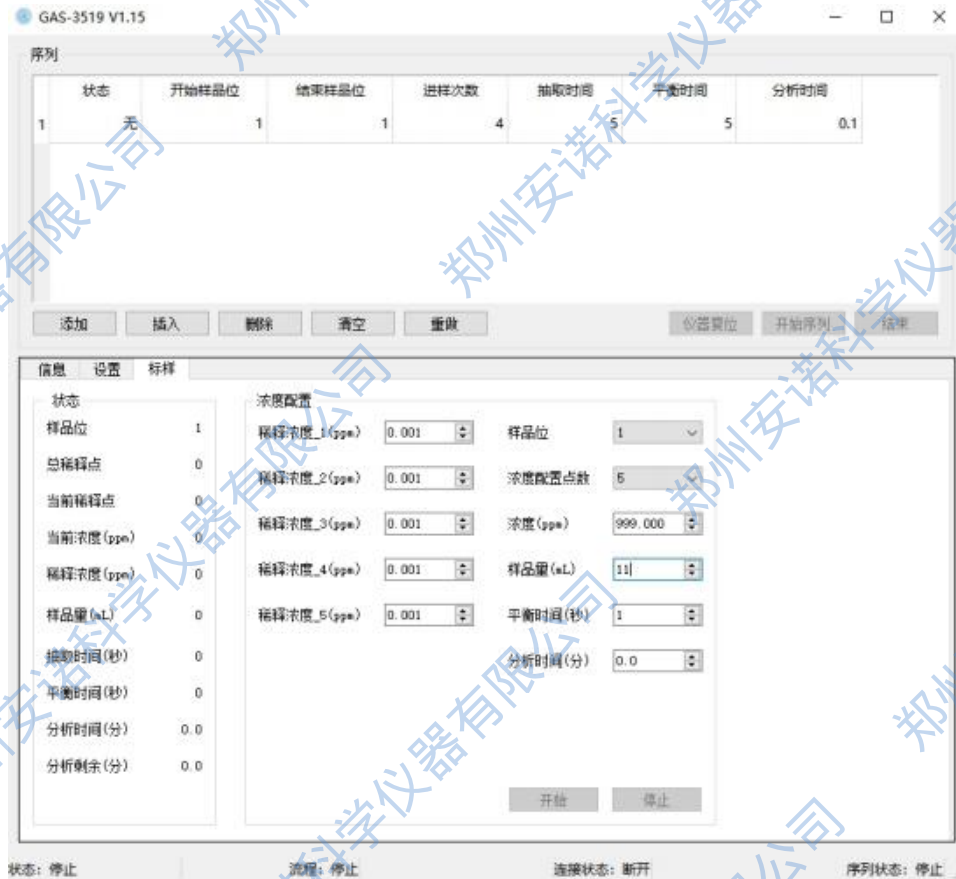 GAS-3519 V1.15
序列
状态 开始样品位 结束样品位 进样次数 抽取时间 平衡时间 分析时间
1 无 1 1 4 5 5 0.1
添加 插入 删除 清空 重做 仪器复位 开始序列 结束
信息 设置 标样
状态
样品位 1
总稀释点 0
当前稀释点 0
当前浓度(ppm) 0
稀释浓度(ppm) 0
样品量(mL) 0
抽取时间(秒) 0
平衡时间(秒) 0
分析时间(分) 0.0
分析剩余(分) 0.0
浓度配置
稀释浓度_1(ppm) 0.001 样品位 1
稀释浓度_2(ppm) 0.001 浓度配置点数 5
稀释浓度_3(ppm) 0.001 浓度(ppm) 999.000
稀释浓度_4(ppm) 0.001 样品量(mL) 11
稀释浓度_5(ppm) 0.001 平衡时间(秒) 1
分析时间(分) 0.0
开始 停止
状态: 停止 流程: 停止 连接状态: 断开 序列状态: 停止
郑州安诺科学仪器有限公司